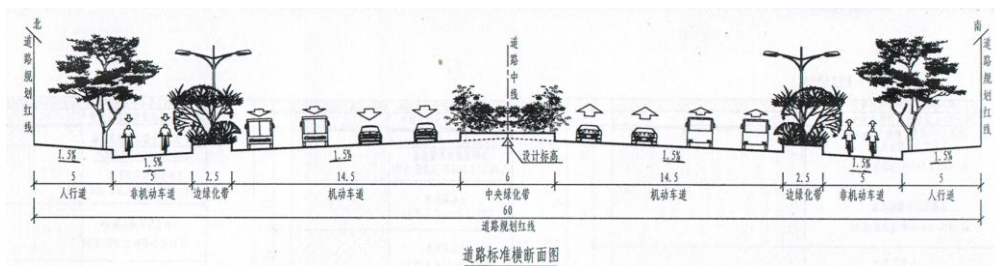 北
道路规划红线
道路中线
南
道路规划红线
设计标高
1.5%
1.5%
1.5%
1.5%
1.5%
1.5%
5
5
2.5
14.5
6
14.5
2.5
5
5
人行道
非机动车道
边绿化带
机动车道
中央绿化带
机动车道
边绿化带
非机动车道
人行道
60
道路规划红线
道路标准横断面图